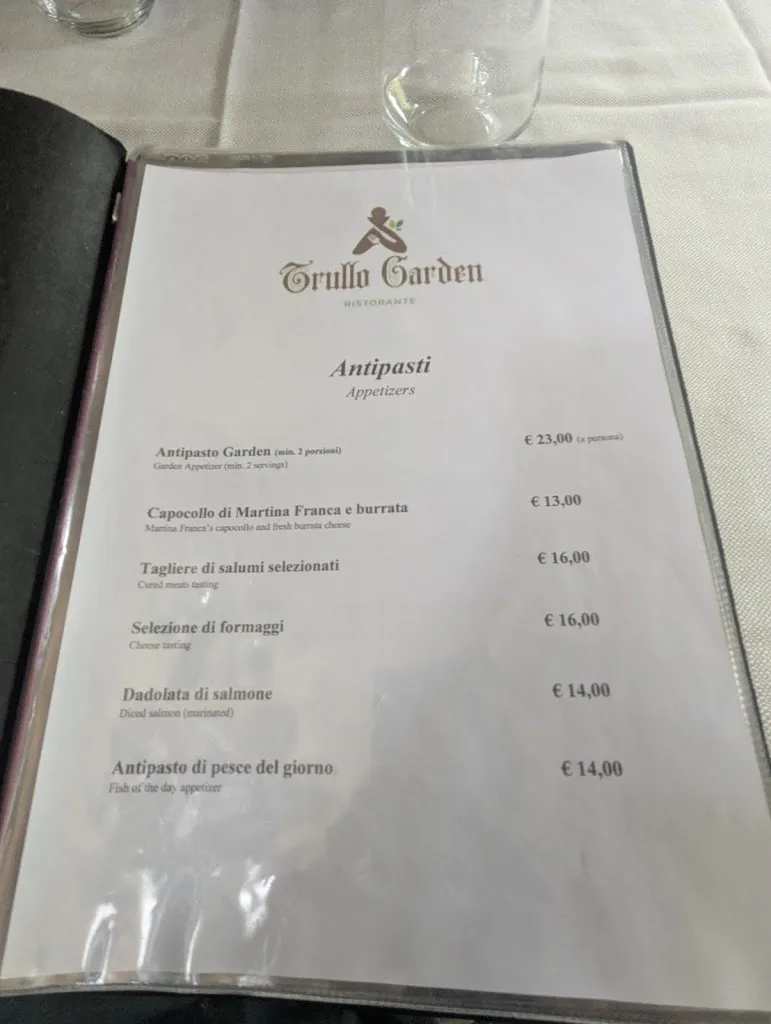 Trullo Garden
RISTORANTE
Antipasti
Appetizers
Antipasto Garden (min. 2 porzioni) € 23,00 (a persona)
Garden Appetizer (min. 2 servings)
Capocollo di Martina Franca e burrata € 13,00
Martina Franca's capocollo and fresh burrata cheese
Tagliere di salumi selezionati € 16,00
Cured meats tasting
Selezione di formaggi € 16,00
Cheese tasting
Dadolata di salmone € 14,00
Diced salmon (marinated)
Antipasto di pesce del giorno € 14,00
Fish of the day appetizer